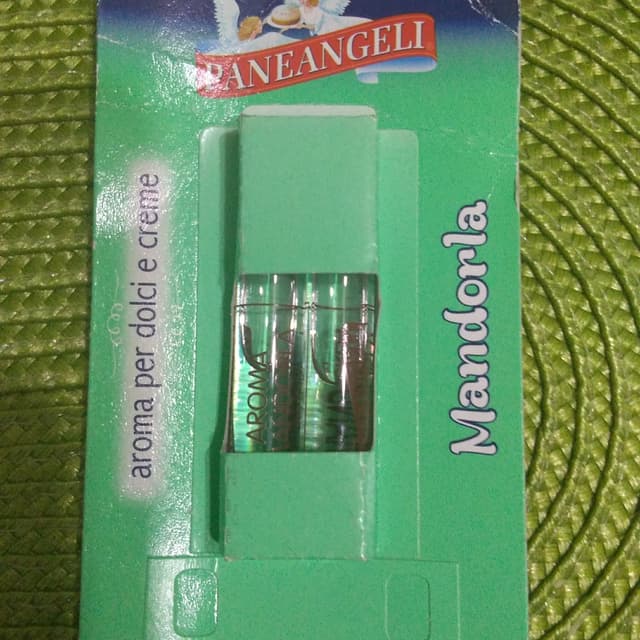 PANEANGELI
aroma per dolci e creme
Mandorla
AROMA